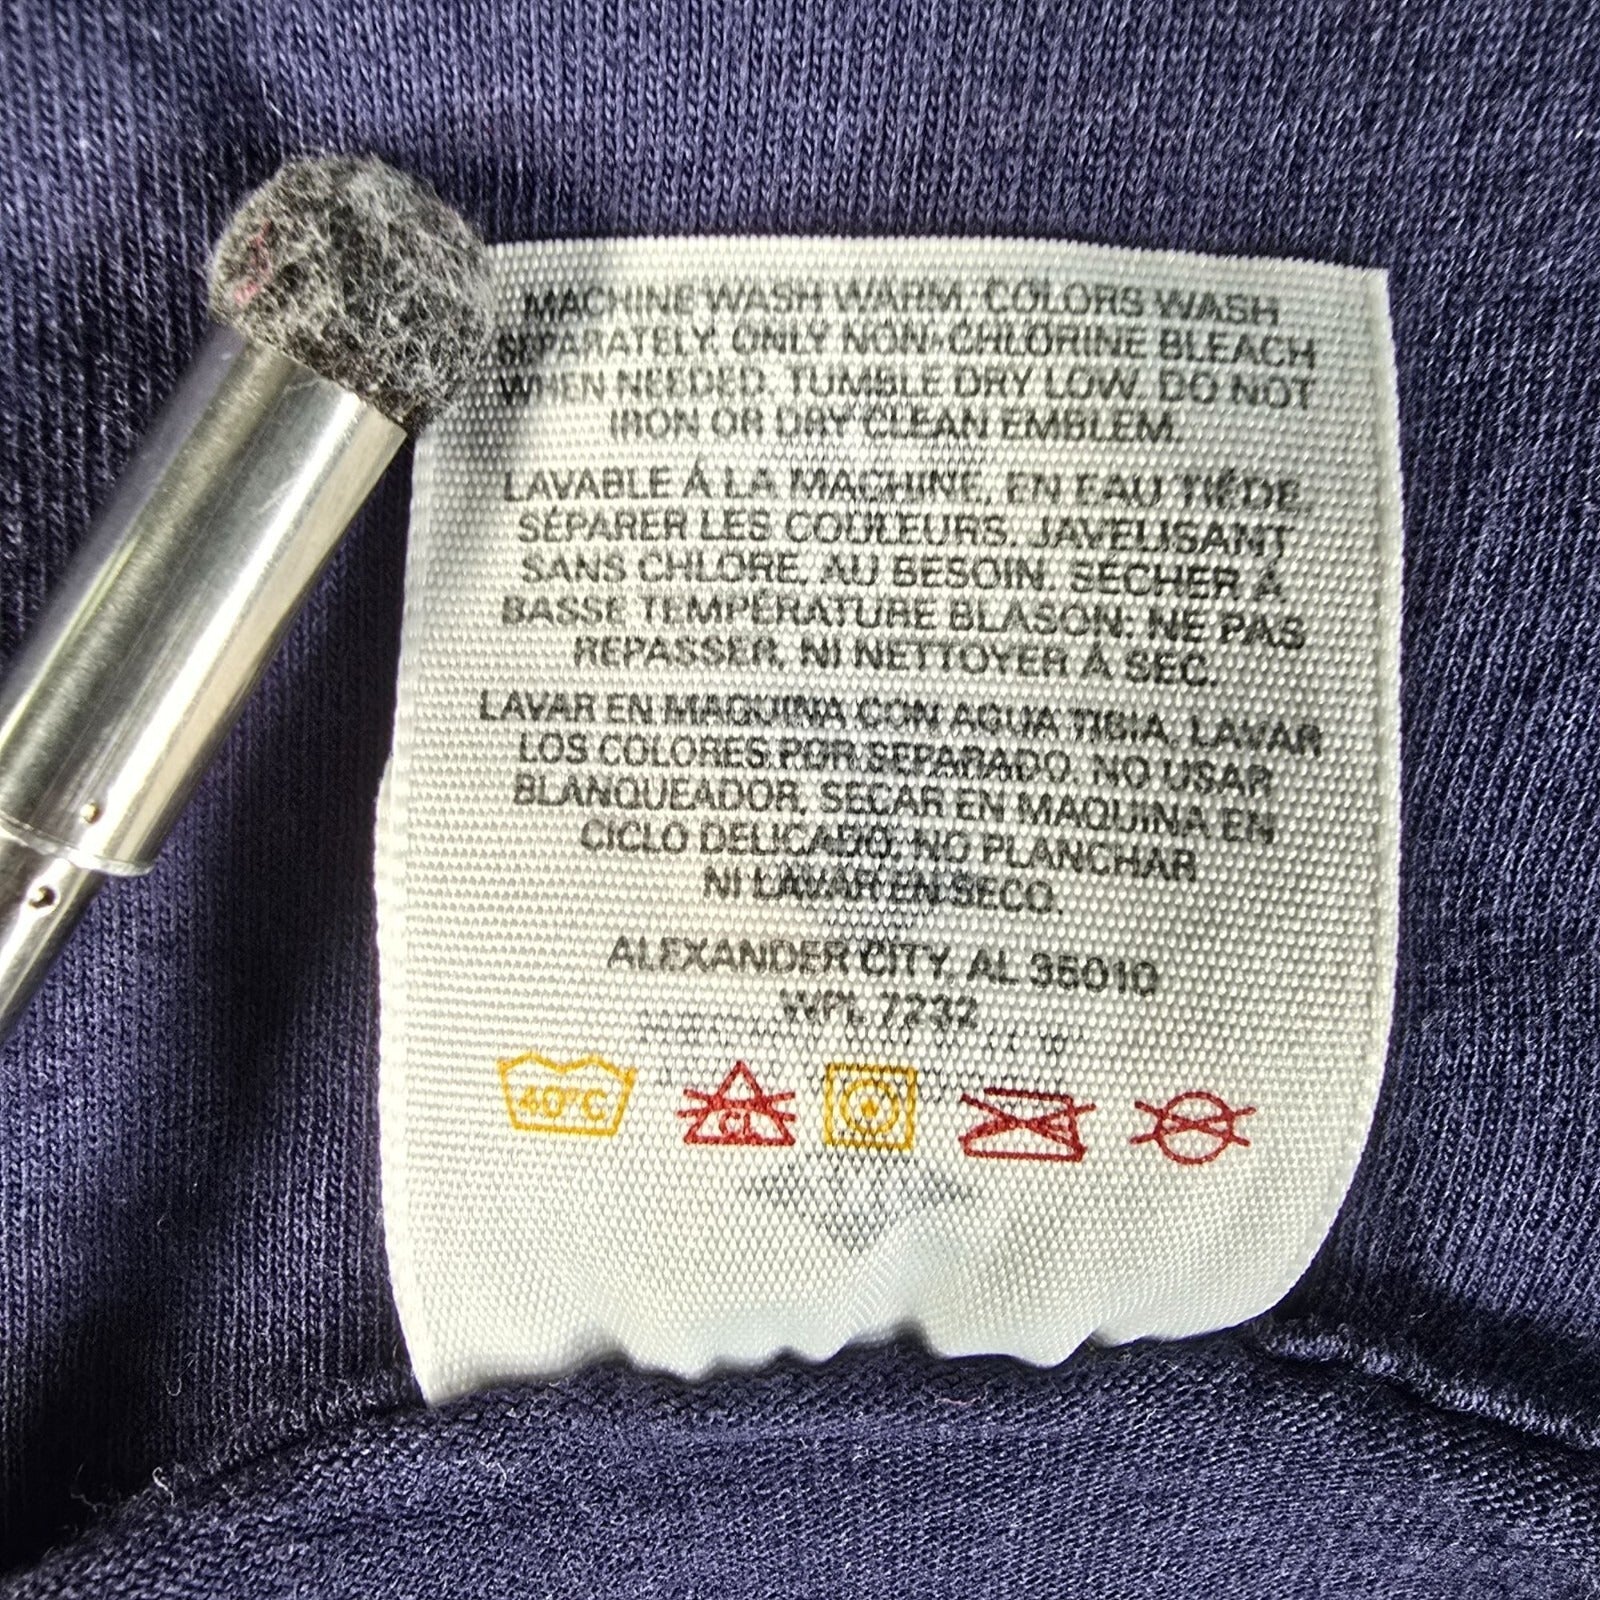 MACHINE WASH WARM. COLORS WASH
SEPARATELY. ONLY NON-CHLORINE BLEACH
WHEN NEEDED. TUMBLE DRY LOW. DO NOT
IRON OR DRY CLEAN EMBLEM.
LAVABLE À LA MACHINE, EN EAU TIÉDE.
SÉPARER LES COULEURS. JAVELISANT
SANS CHLORE, AU BESOIN. SECHER À
BASSE TEMPÉRATURE BLASON: NE PAS
REPASSER, NI NETTOYER À SEC.
LAVAR EN MAQUINA CON AGUA TIBIA, LAVAR
LOS COLORES POR SEPARADO. NO USAR
BLANQUEADOR, SECAR EN MAQUINA EN
CICLO DELICADO. NO PLANCHAR
NI LAVAR EN SECO.
ALEXANDER CITY, AL 35010
WPL 7232
40°C CL